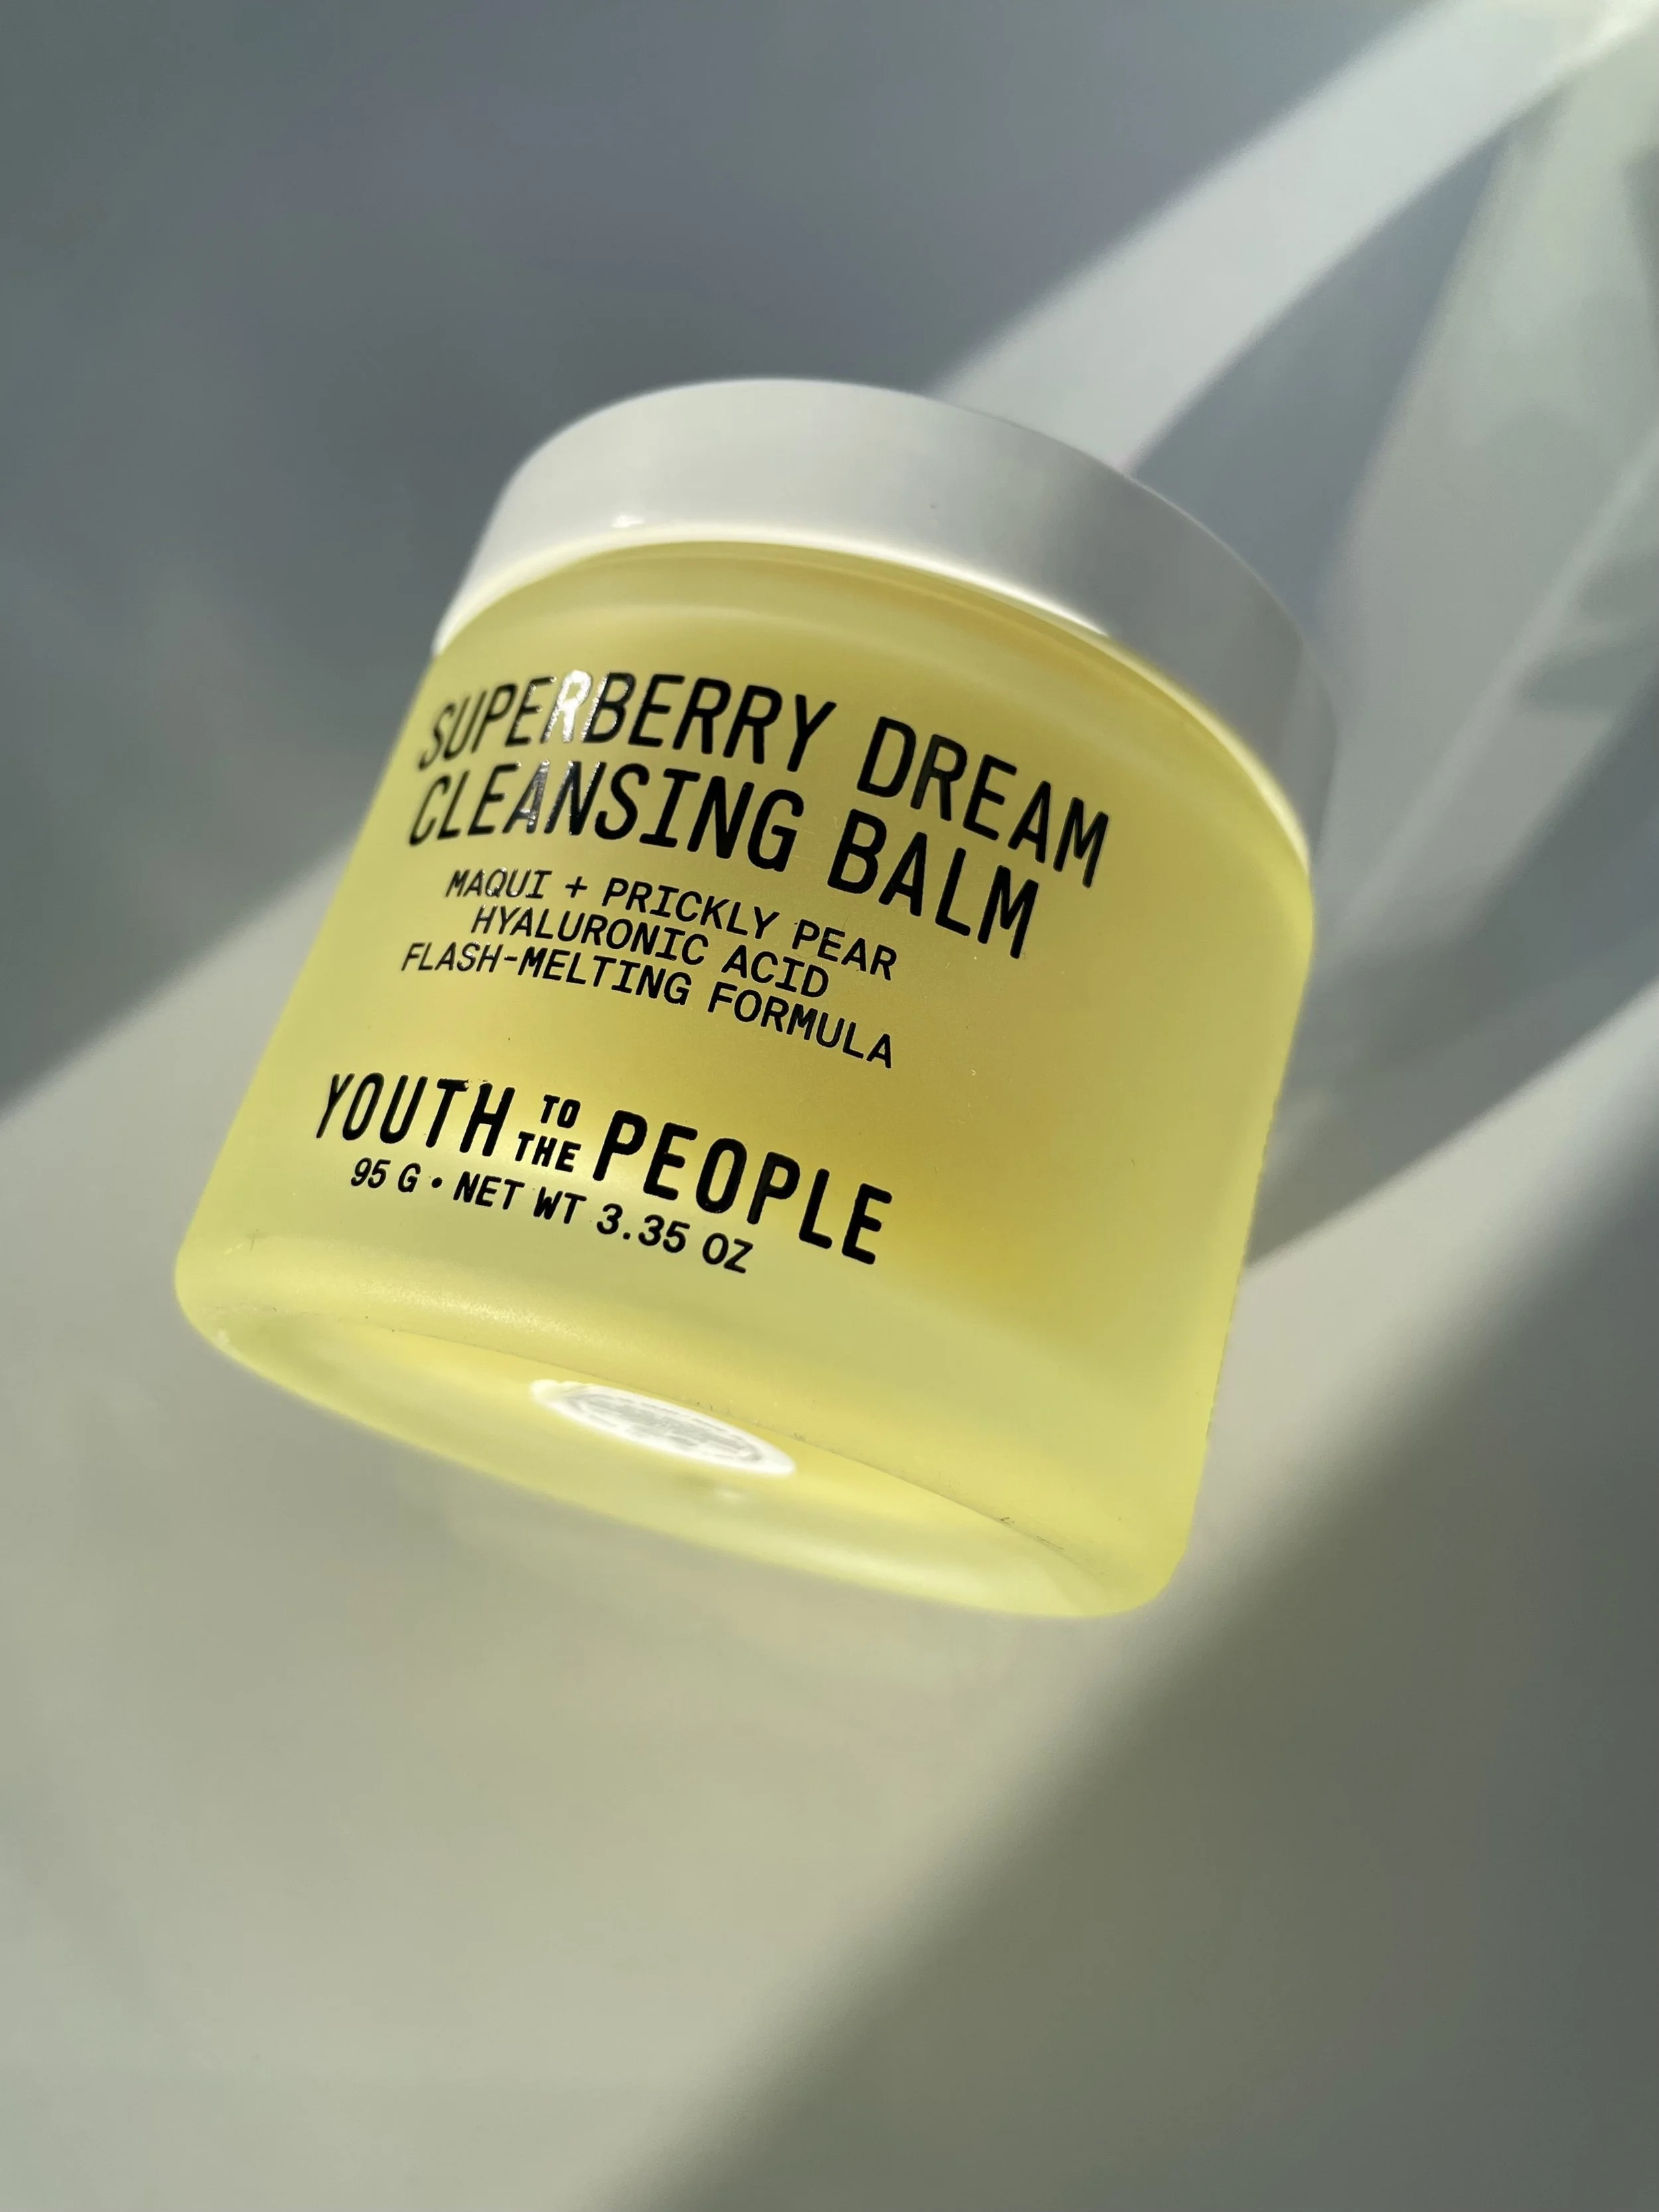 SUPERBERRY DREAM
CLEANSING BALM
MAQUI + PRICKLY PEAR
HYALURONIC ACID
FLASH-MELTING FORMULA
YOUTH TO THE PEOPLE
95 G • NET WT 3.35 OZ